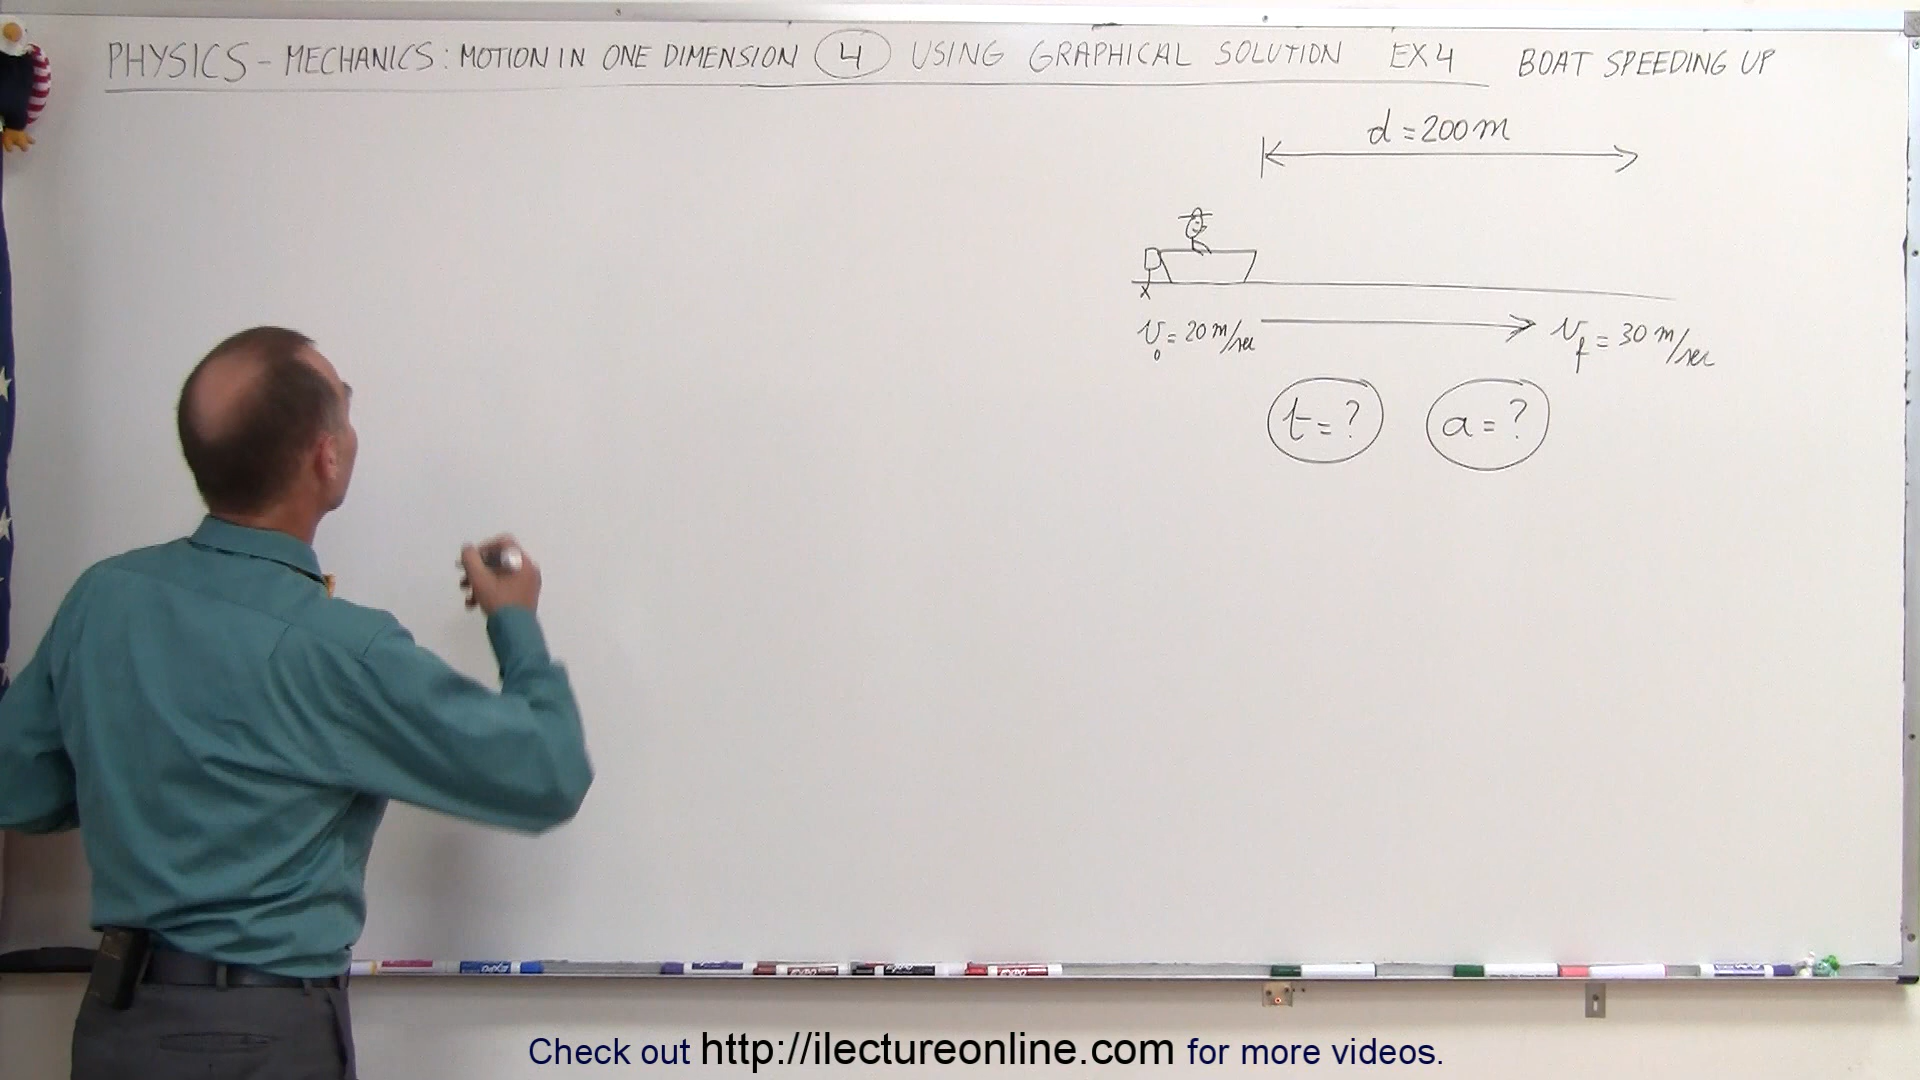 PHYSICS - MECHANICS: MOTION IN ONE DIMENSION 4 USING GRAPHICAL SOLUTION EX 4 BOAT SPEEDING UP
d = 200 m
v₀ = 20 m/sec
v_f = 30 m/sec
t = ? a = ?
Check out http://ilectureonline.com for more videos.